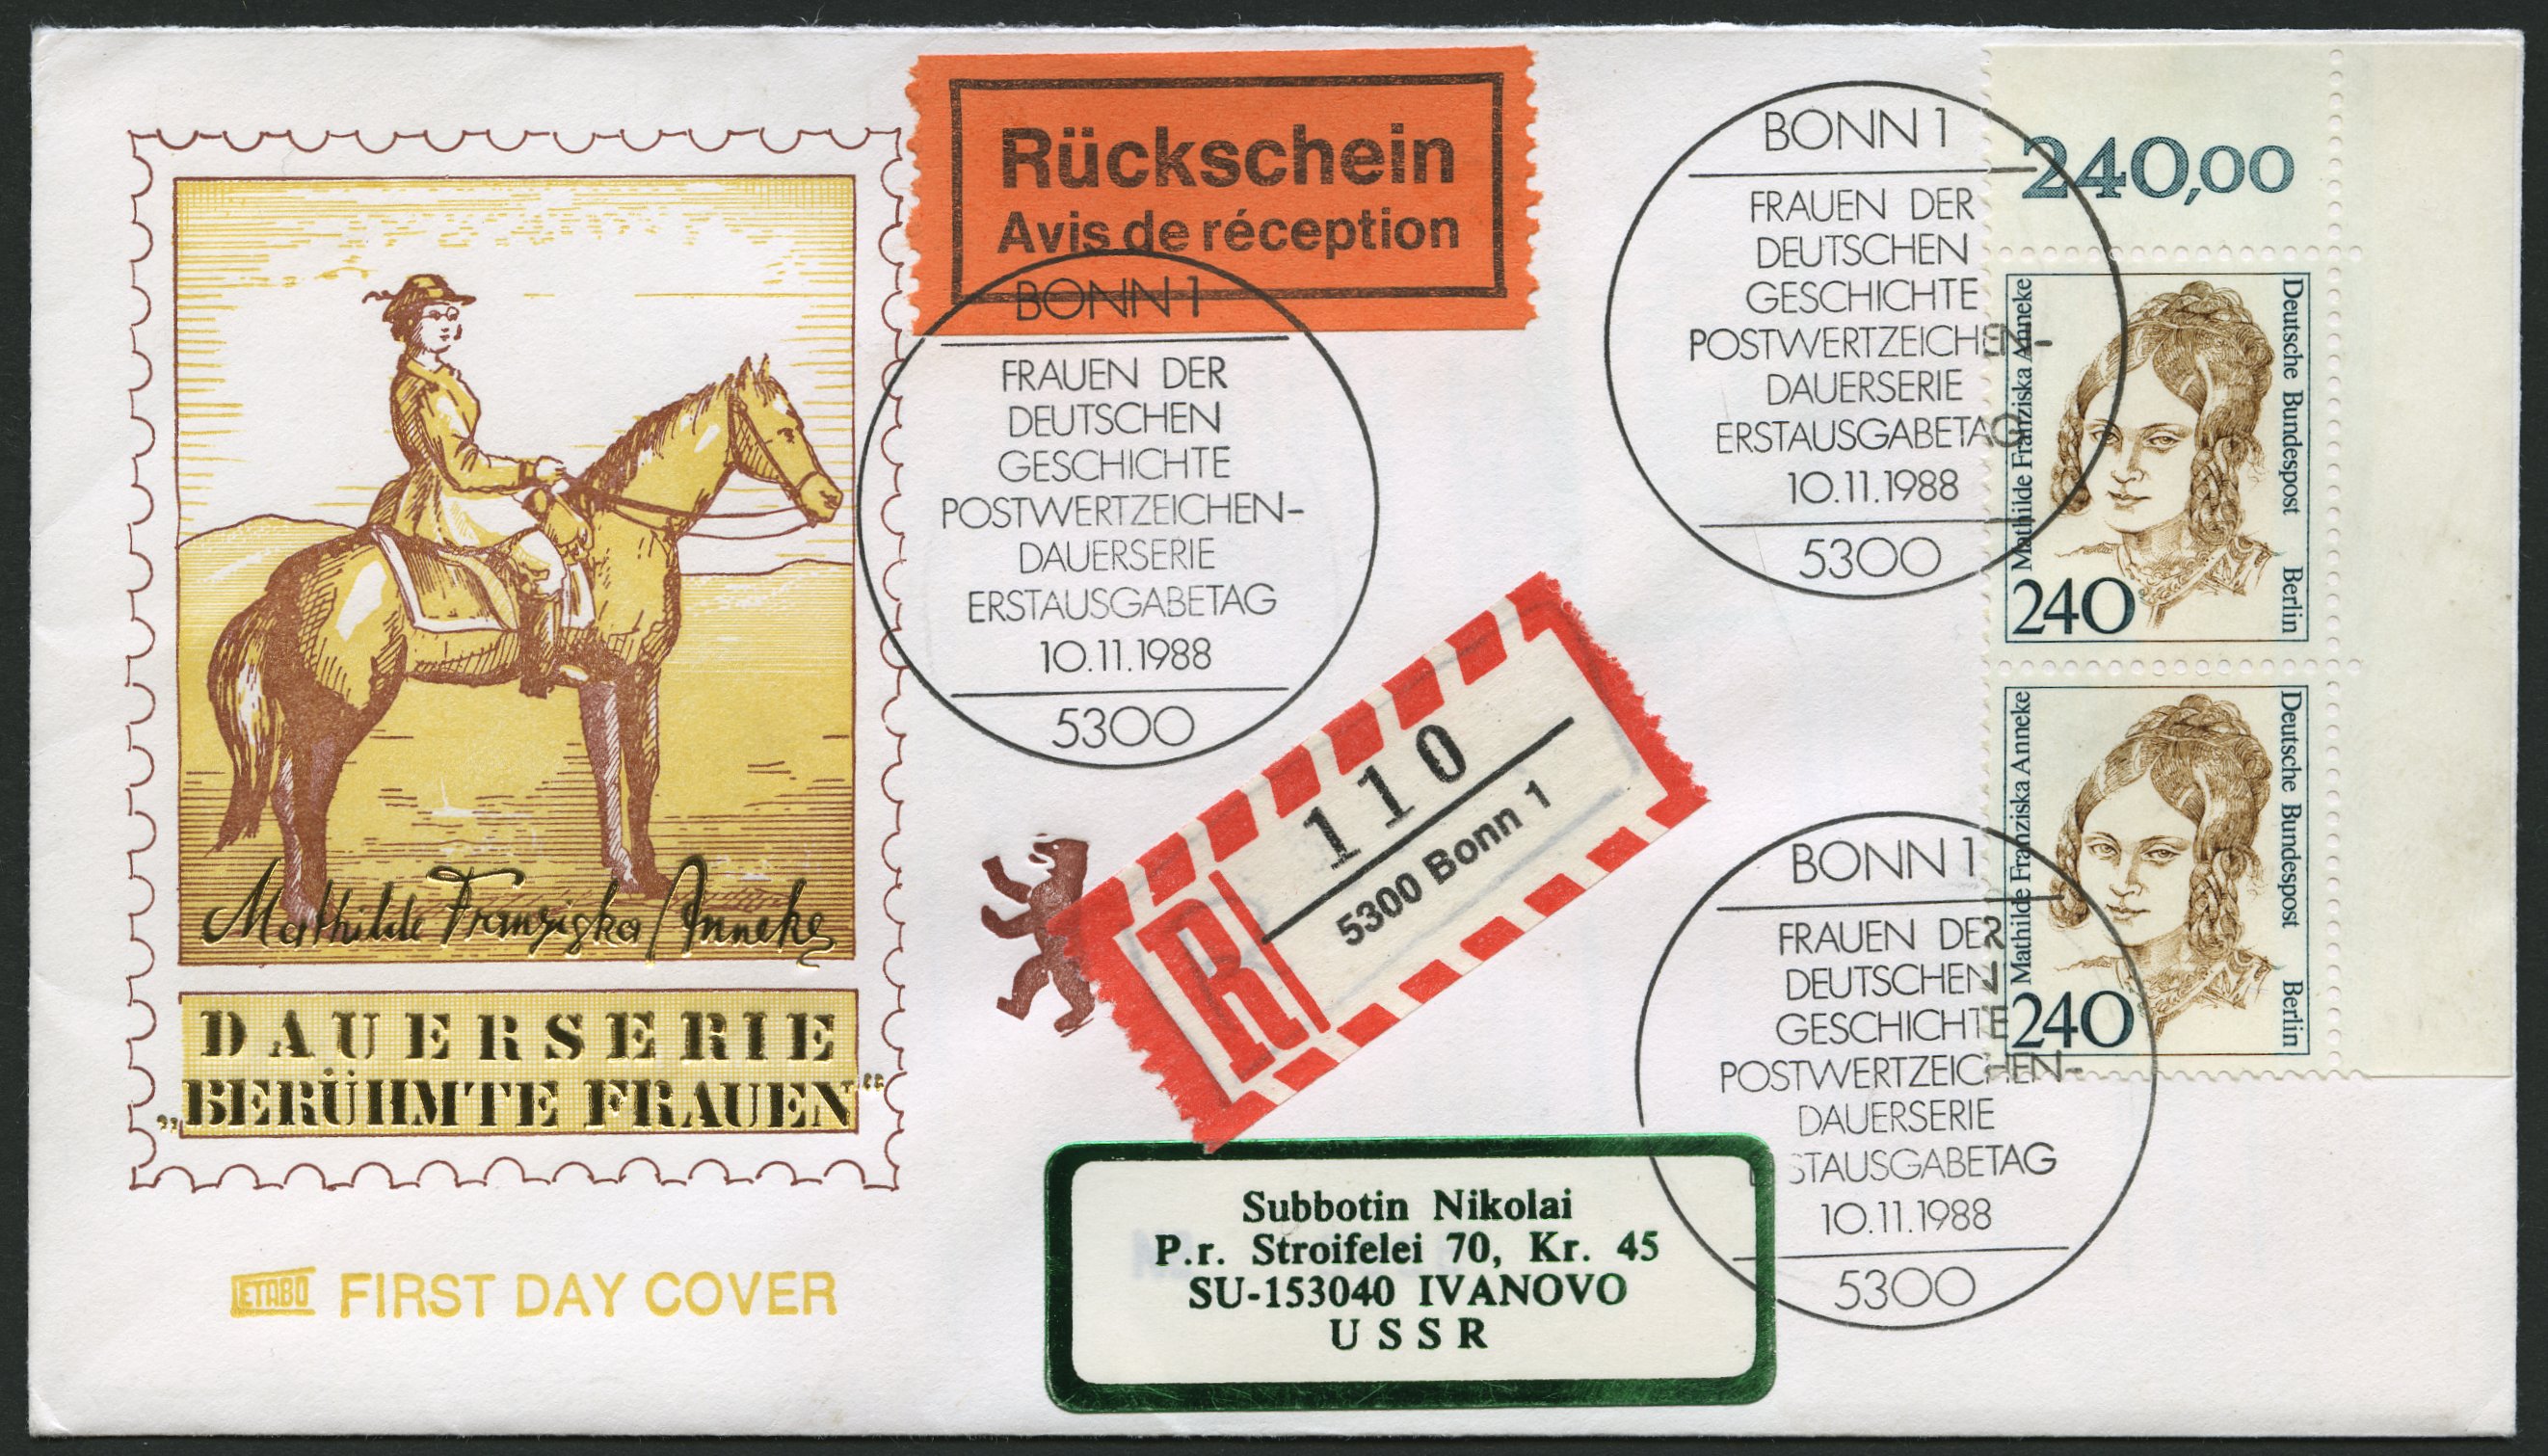 Rückschein
Avis de réception
BONN 1
FRAUEN DER
DEUTSCHEN
GESCHICHTE
POSTWERTZEICHEN-
DAUERSERIE
ERSTAUSGABETAG
10.11.1988
5300
BONN 1
FRAUEN DER
DEUTSCHEN
GESCHICHTE
POSTWERTZEICHEN-
DAUERSERIE
ERSTAUSGABETAG
10.11.1988
5300
240,00
Mathilde Franziska Anneke
Deutsche Bundespost Berlin
240
Mathilde Franziska Anneke
Deutsche Bundespost Berlin
240
BONN 1
FRAUEN DER
DEUTSCHEN
GESCHICHTE
POSTWERTZEICHEN-
DAUERSERIE
STAUSGABETAG
10.11.1988
5300
R
110
5300 Bonn 1
Mathilde Franziska Anneke
DAUERSERIE
„BERÜHMTE FRAUEN“
ETABO FIRST DAY COVER
Subbotin Nikolai
P.r. Stroifelei 70, Kr. 45
SU-153040 IVANOVO
USSR